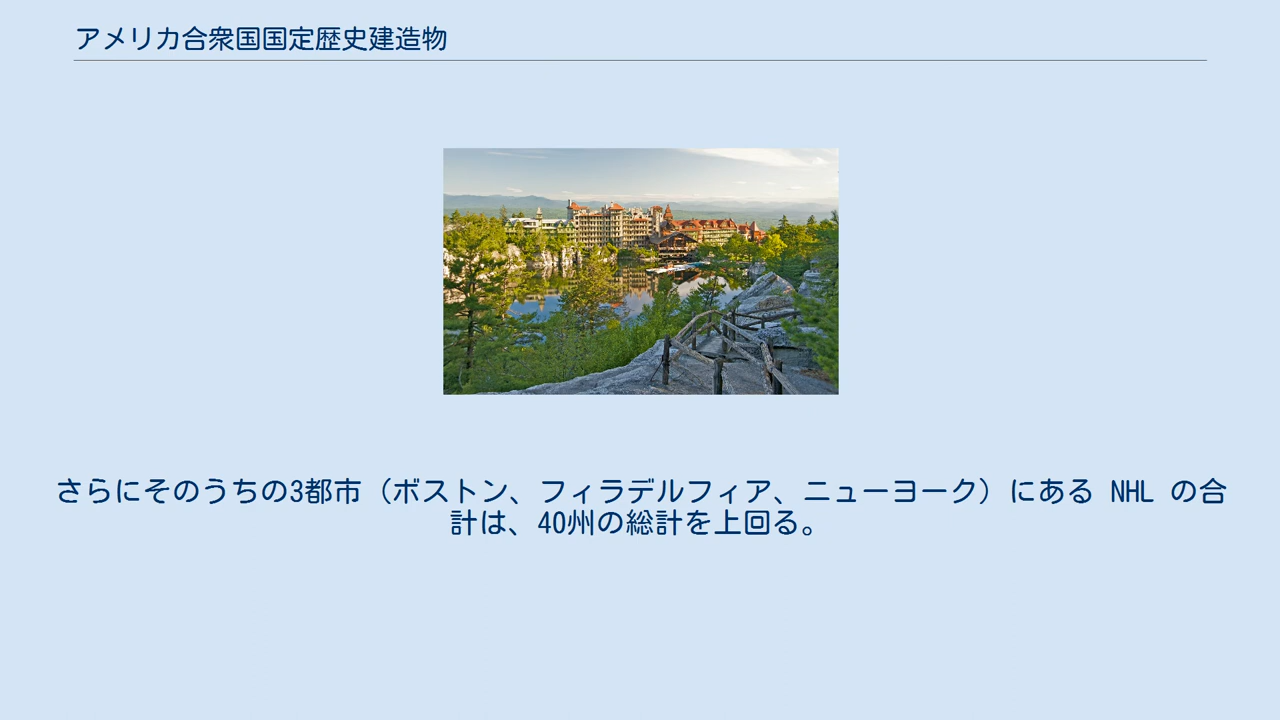 アメリカ合衆国国定歴史建造物
さらにそのうちの3都市（ボストン、フィラデルフィア、ニューヨーク）にある NHL の合
計は、40州の総計を上回る。